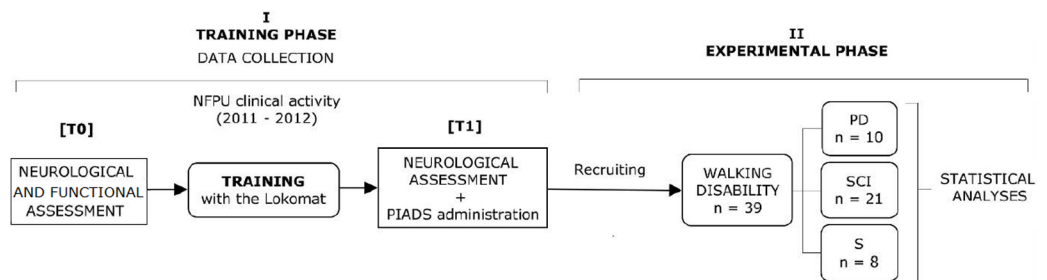 I
TRAINING PHASE
DATA COLLECTION
NFPU clinical activity
(2011 - 2012)
[T0]
NEUROLOGICAL
AND FUNCTIONAL
ASSESSMENT
TRAINING
with the Lokomat
[T1]
NEUROLOGICAL
ASSESSMENT
+
PIADS administration
II
EXPERIMENTAL PHASE
Recruiting
WALKING
DISABILITY
n = 39
PD
n = 10
SCI
n = 21
S
n = 8
STATISTICAL
ANALYSES